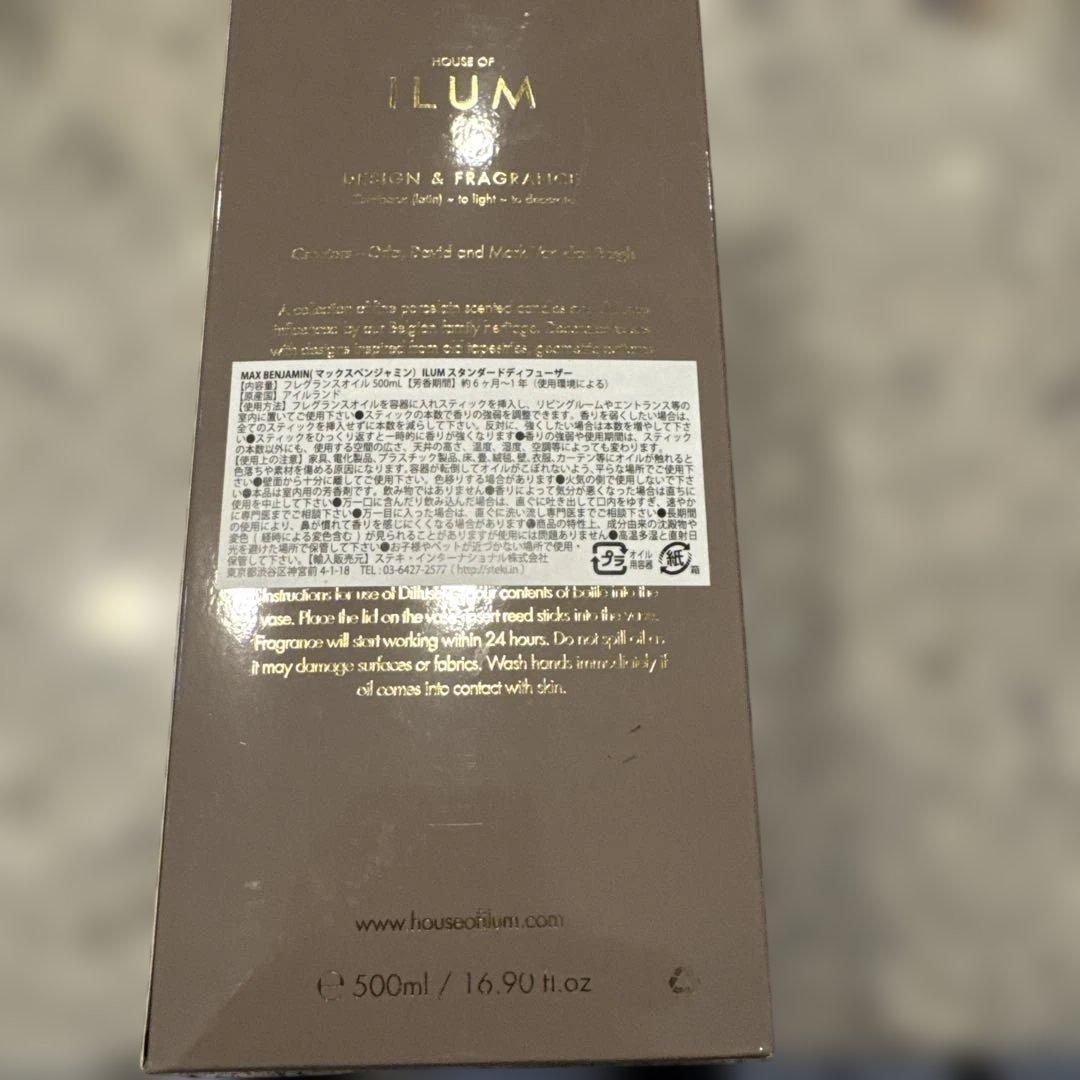 HOUSE OF
ILUM
DESIGN & FRAGRANCE
(latin) ~ to light ~ to decorate
Creators - Orla, David and Mark Van den Bergh
A collection of fine porcelain scented candles and
influenced by our Belgian family heritage. Decorated
with designs inspired from old tapestries, geometric patterns
MAX BENJAMIN(マックスベンジャミン) ILUM スタンダードディフューザー
【内容量】フレグランスオイル 500mL【芳香期間】約6ヶ月～1年（使用環境による）
【原産国】アイルランド
【使用方法】フレグランスオイルを容器に入れスティックを挿入し、リビングルームやエントランス等の
室内に置いてご使用下さい●スティックの本数で香りの強弱を調整できます。香りを弱くしたい場合は、
全てのスティックを挿入せずに本数を減らして下さい。反対に、強くしたい場合は本数を増やして下さ
い●スティックをひっくり返すと一時的に香りが強くなります●香りの強弱や使用期間は、スティック
の本数以外にも、使用する空間の広さ、天井の高さ、温度、湿度、空調等によっても変わります。
【使用上の注意】家具、電化製品、プラスチック製品、床、畳、絨毯、壁、衣服、カーテン等にオイルが触れると
色落ちや素材を傷める原因になります。容器が転倒してオイルがこぼれないよう、平らな場所でご使用下
さい●壁面から十分に離してご使用下さい。色移りする場合があります●火気の側で使用しないで下さ
い●本品は室内用の芳香剤です。飲み物ではありません●香りによって気分が悪くなった場合は直ちに
使用を中止して下さい●万一口に含んだり飲み込んだ場合は、直ぐに吐き出して口内をゆすぎ、速やか
に専門医までご相談下さい●万一目に入った場合は、直ぐに洗い流し専門医までご相談下さい●長期間
の使用により、鼻が慣れて香りを感じにくくなる場合があります●商品の特性上、成分由来の沈殿物や
変色（経時による変色含む）が見られることがありますが使用には問題ありません●高温多湿と直射日
光を避けた場所で保管して下さい●お子様やペットが近づかない場所で使用・
保管して下さい。【輸入販売元】ステキ・インターナショナル株式会社
東京都渋谷区神宮前 4-1-18 TEL : 03-6427-2577 ( http://steki.in )
プラ
オイル
用容器
紙
箱
Instructions for use of Diffuser: Pour contents of bottle into the
vase. Place the lid on the vase. Insert reed sticks into the vase.
Fragrance will start working within 24 hours. Do not spill oil as
it may damage surfaces or fabrics. Wash hands immediately if
oil comes into contact with skin.
www.houseofilum.com
℮ 500ml / 16.90 fl.oz